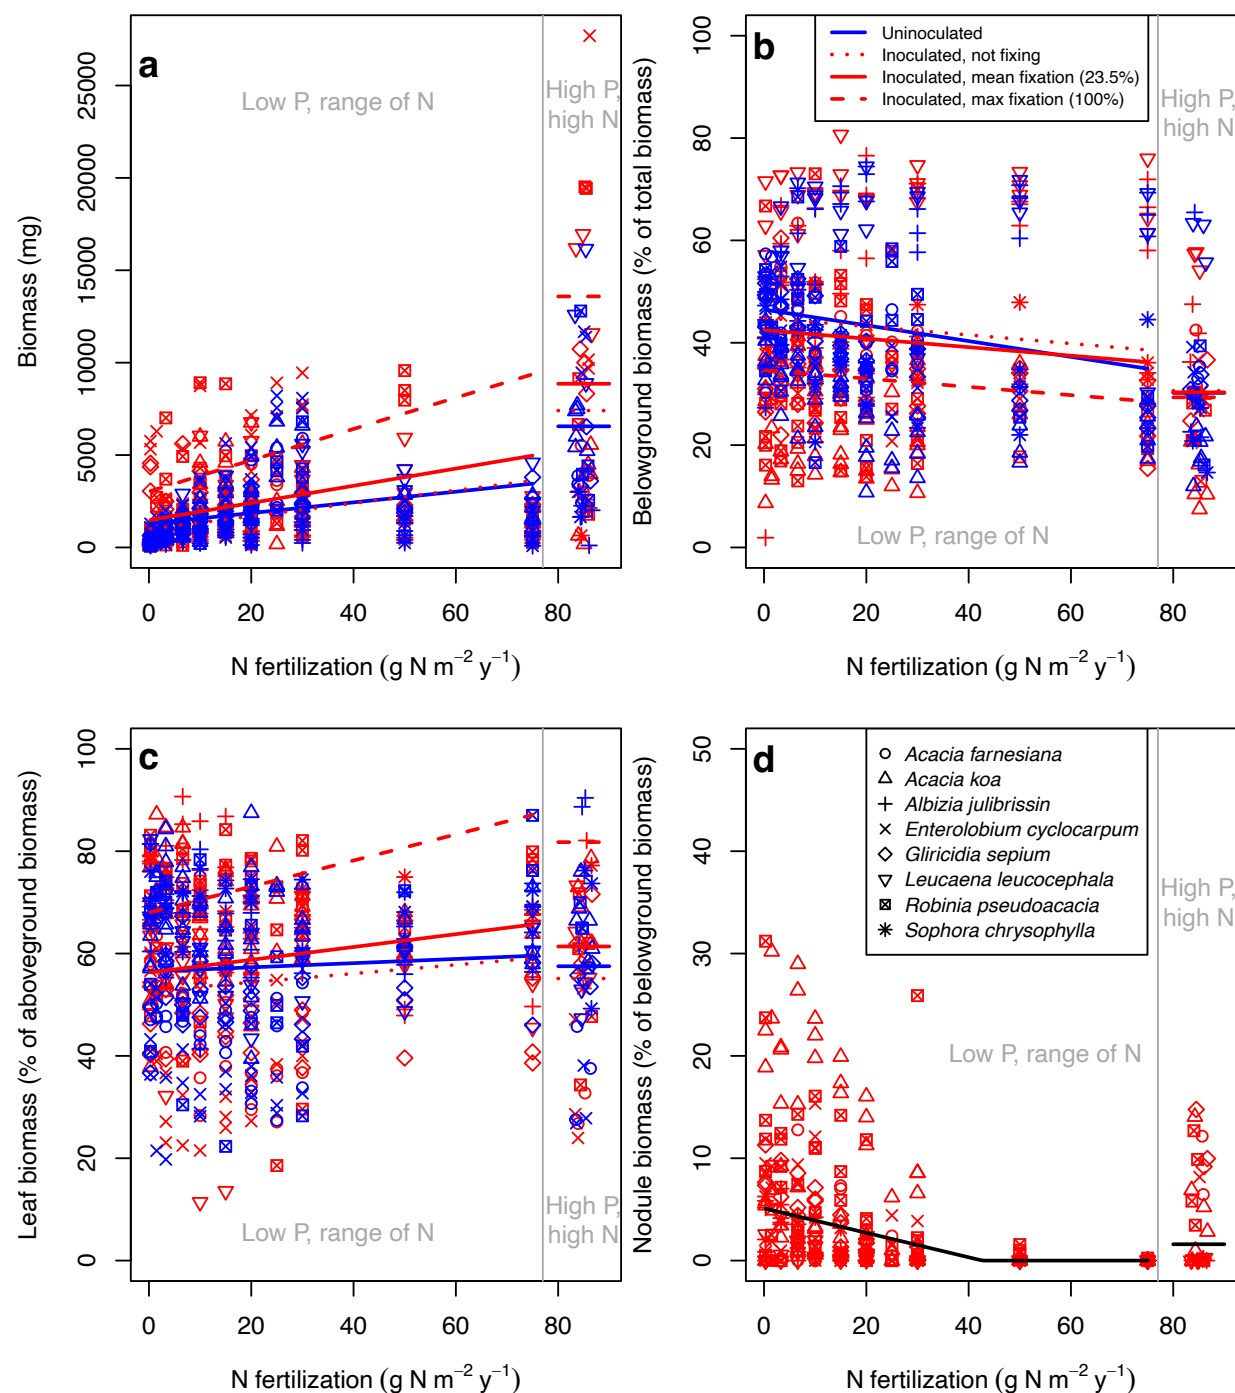 a
Low P, range of N
High P,
high N
Biomass (mg)
25000
20000
15000
10000
5000
0
0 20 40 60 80
N fertilization (g N m⁻² y⁻¹)
b
Uninoculated
Inoculated, not fixing
Inoculated, mean fixation (23.5%)
Inoculated, max fixation (100%)
High P,
high N
Low P, range of N
Belowground biomass (% of total biomass)
100
80
60
40
20
0
0 20 40 60 80
N fertilization (g N m⁻² y⁻¹)
c
Low P, range of N
High P,
high N
Leaf biomass (% of aboveground biomass)
100
80
60
40
20
0
0 20 40 60 80
N fertilization (g N m⁻² y⁻¹)
d
Acacia farnesiana
Acacia koa
Albizia julibrissin
Enterolobium cyclocarpum
Gliricidia sepium
Leucaena leucocephala
Robinia pseudoacacia
Sophora chrysophylla
High P,
high N
Low P, range of N
Nodule biomass (% of belowground biomass)
50
40
30
20
10
0
0 20 40 60 80
N fertilization (g N m⁻² y⁻¹)